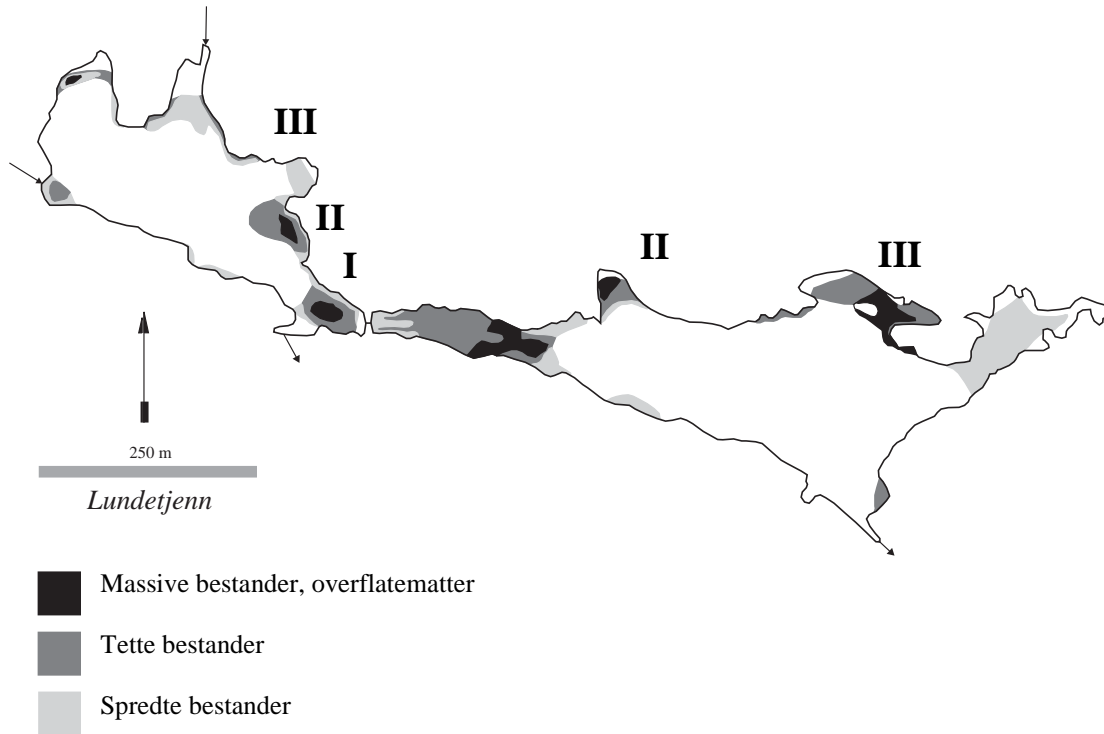 III
II
I
II
III
250 m
Lundetjenn
Massive bestander, overflatematter
Tette bestander
Spredte bestander